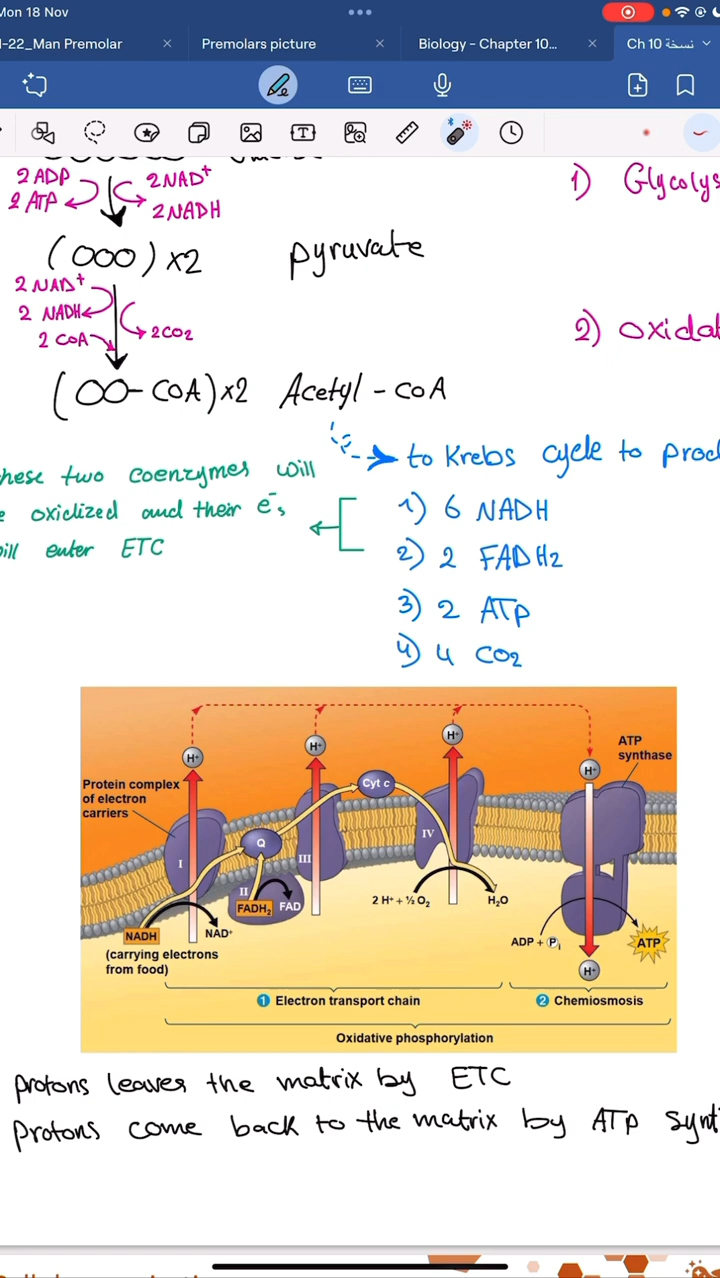 Mon 18 Nov
-22_Man Premolar
Premolars picture
Biology - Chapter 10...
Ch 10 نسخة
2 ADP
2 ATP
2NAD+
2NADH
1) Glycolys
(OOO) x2 pyruvate
2 NAD+
2 NADH
2 CoA
2CO2
2) oxidat
(OO-COA)x2 Acetyl - CoA
to Krebs cycle to prod
hese two coenzymes will
e oxidized and their e-s
ill enter ETC
1) 6 NADH
2) 2 FADH2
3) 2 ATP
4) 4 CO2
H+
H+
H+
H+
ATP
synthase
Protein complex
of electron
carriers
Cyt c
Q
I
II
III
IV
FADH2
FAD
2 H+ + ½ O2
H2O
NADH
NAD+
(carrying electrons
from food)
ADP + Pi
ATP
H+
1 Electron transport chain
2 Chemiosmosis
Oxidative phosphorylation
protons leaves the matrix by ETC
protons come back to the matrix by ATP synt